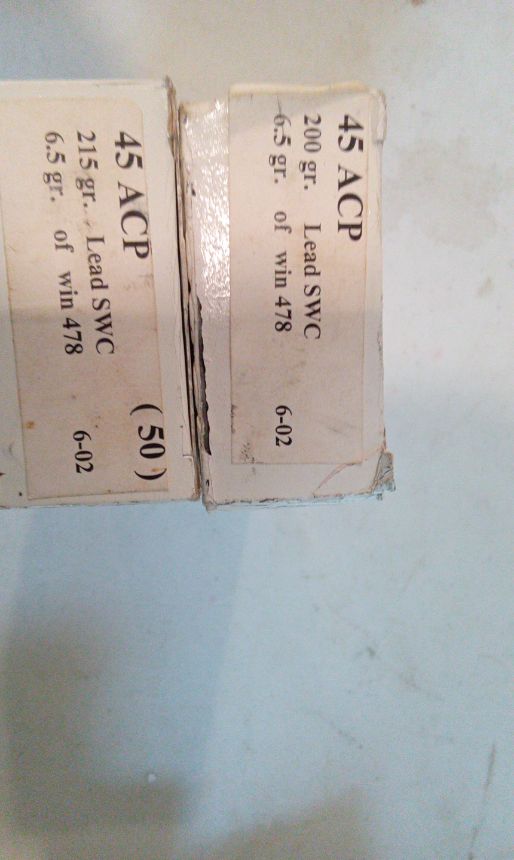 45 ACP
200 gr. Lead SWC
6.5 gr. of win 478 6-02
45 ACP (50)
215 gr. Lead SWC
6.5 gr. of win 478 6-02